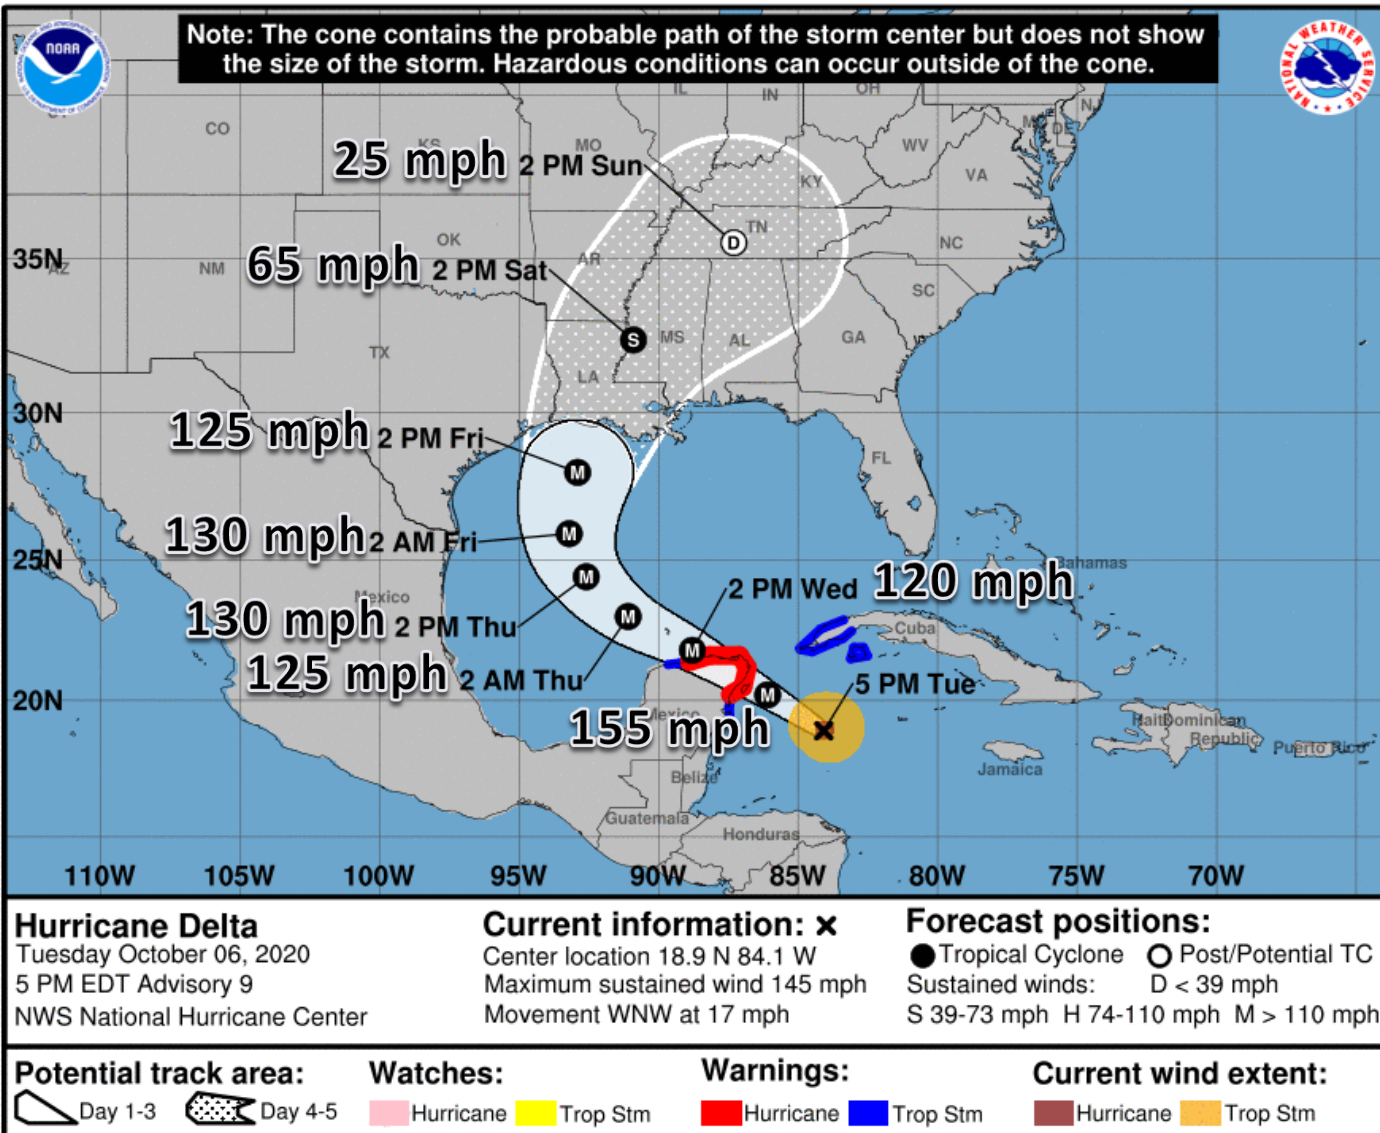 Note: The cone contains the probable path of the storm center but does not show
the size of the storm. Hazardous conditions can occur outside of the cone.
NOAA
NATIONAL WEATHER SERVICE
IL
IN
OH
NJ
CO
KS
MO
WV
DE
25 mph 2 PM Sun
KY
VA
TN
OK
NC
D
35N
AZ
NM
65 mph 2 PM Sat
AR
SC
S
MS
AL
GA
TX
LA
30N
125 mph 2 PM Fri
FL
M
130 mph 2 AM Fri
M
25N
Bahamas
M
2 PM Wed 120 mph
Mexico
130 mph 2 PM Thu
M
Cuba
M
125 mph 2 AM Thu
5 PM Tue
M
20N
Mexico
155 mph
Haiti
Dominican
Republic
Puerto Rico
Jamaica
Belize
Guatemala
Honduras
110W 105W 100W 95W 90W 85W 80W 75W 70W
Hurricane Delta
Tuesday October 06, 2020
5 PM EDT Advisory 9
NWS National Hurricane Center
Current information: x
Center location 18.9 N 84.1 W
Maximum sustained wind 145 mph
Movement WNW at 17 mph
Forecast positions:
Tropical Cyclone Post/Potential TC
Sustained winds: D < 39 mph
S 39-73 mph H 74-110 mph M > 110 mph
Potential track area:
Day 1-3 Day 4-5
Watches:
Hurricane Trop Stm
Warnings:
Hurricane Trop Stm
Current wind extent:
Hurricane Trop Stm